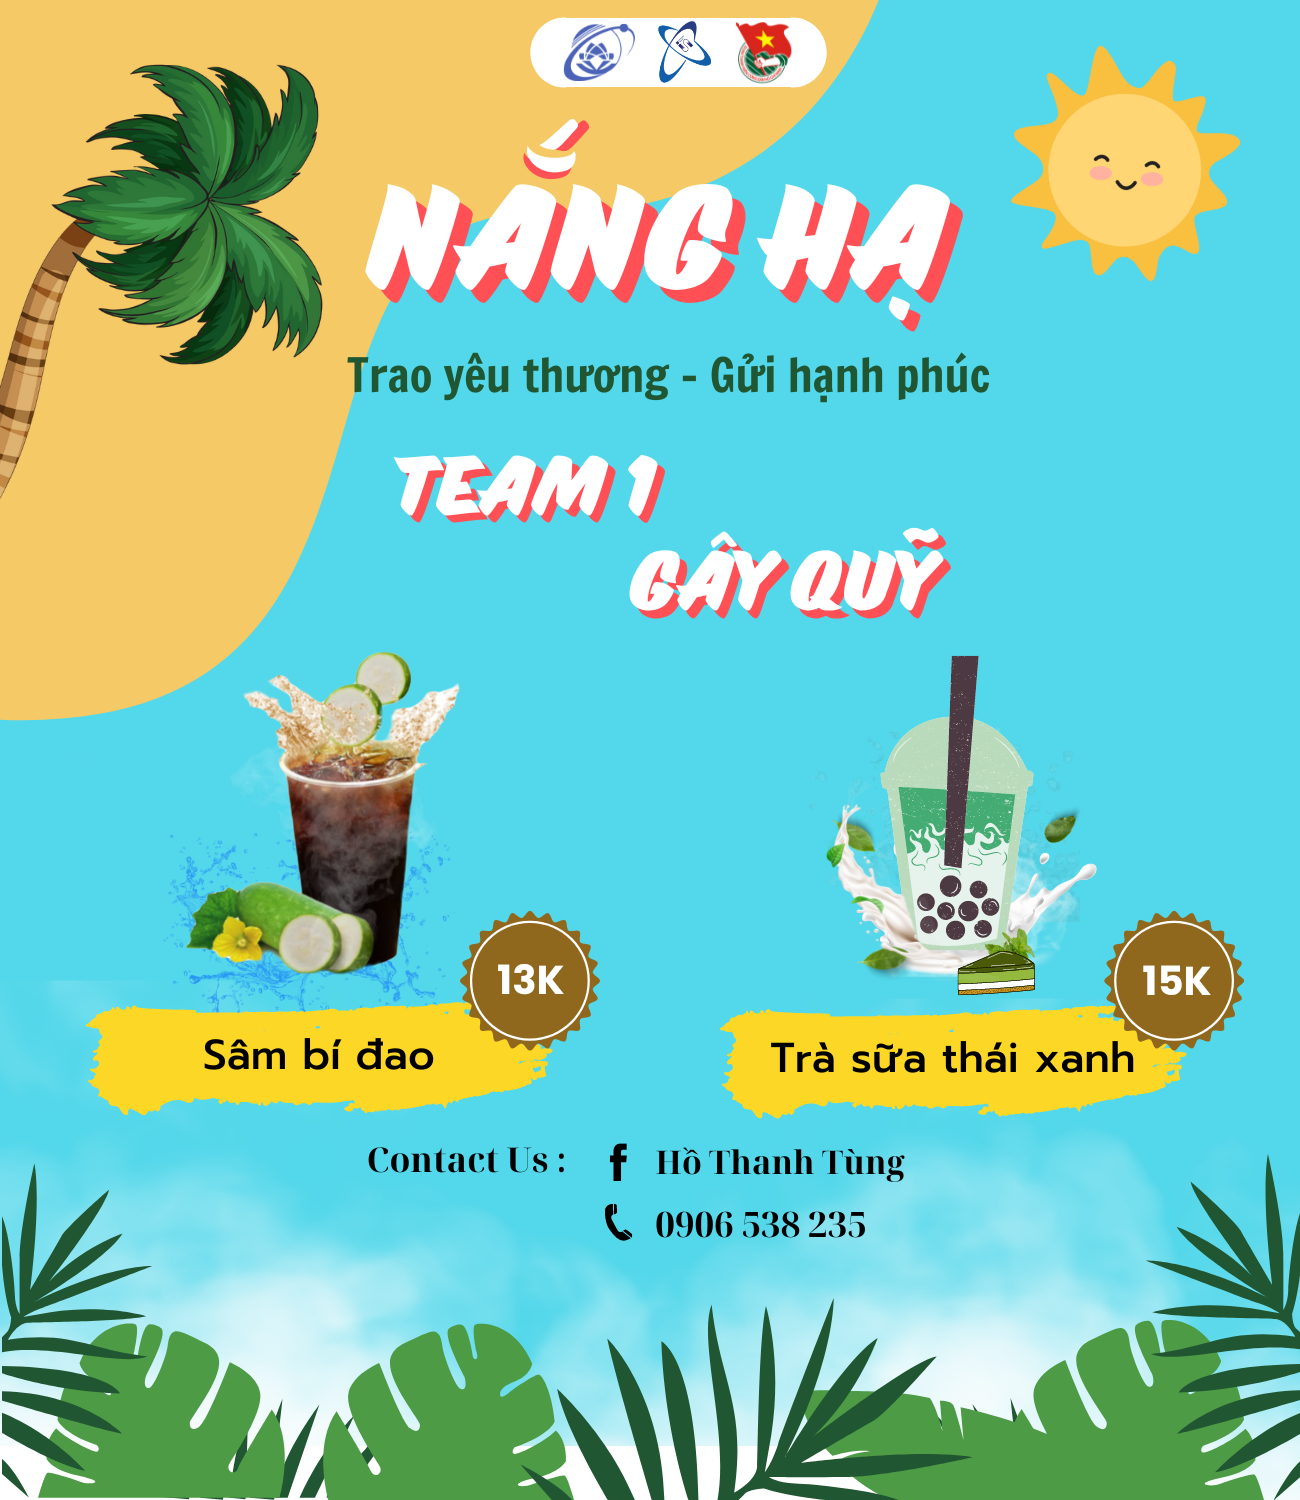 NẮNG HẠ
Trao yêu thương - Gửi hạnh phúc
TEAM 1
GÂY QUỸ
13K
15K
Sâm bí đao
Trà sữa thái xanh
Contact Us :
Hồ Thanh Tùng
0906 538 235